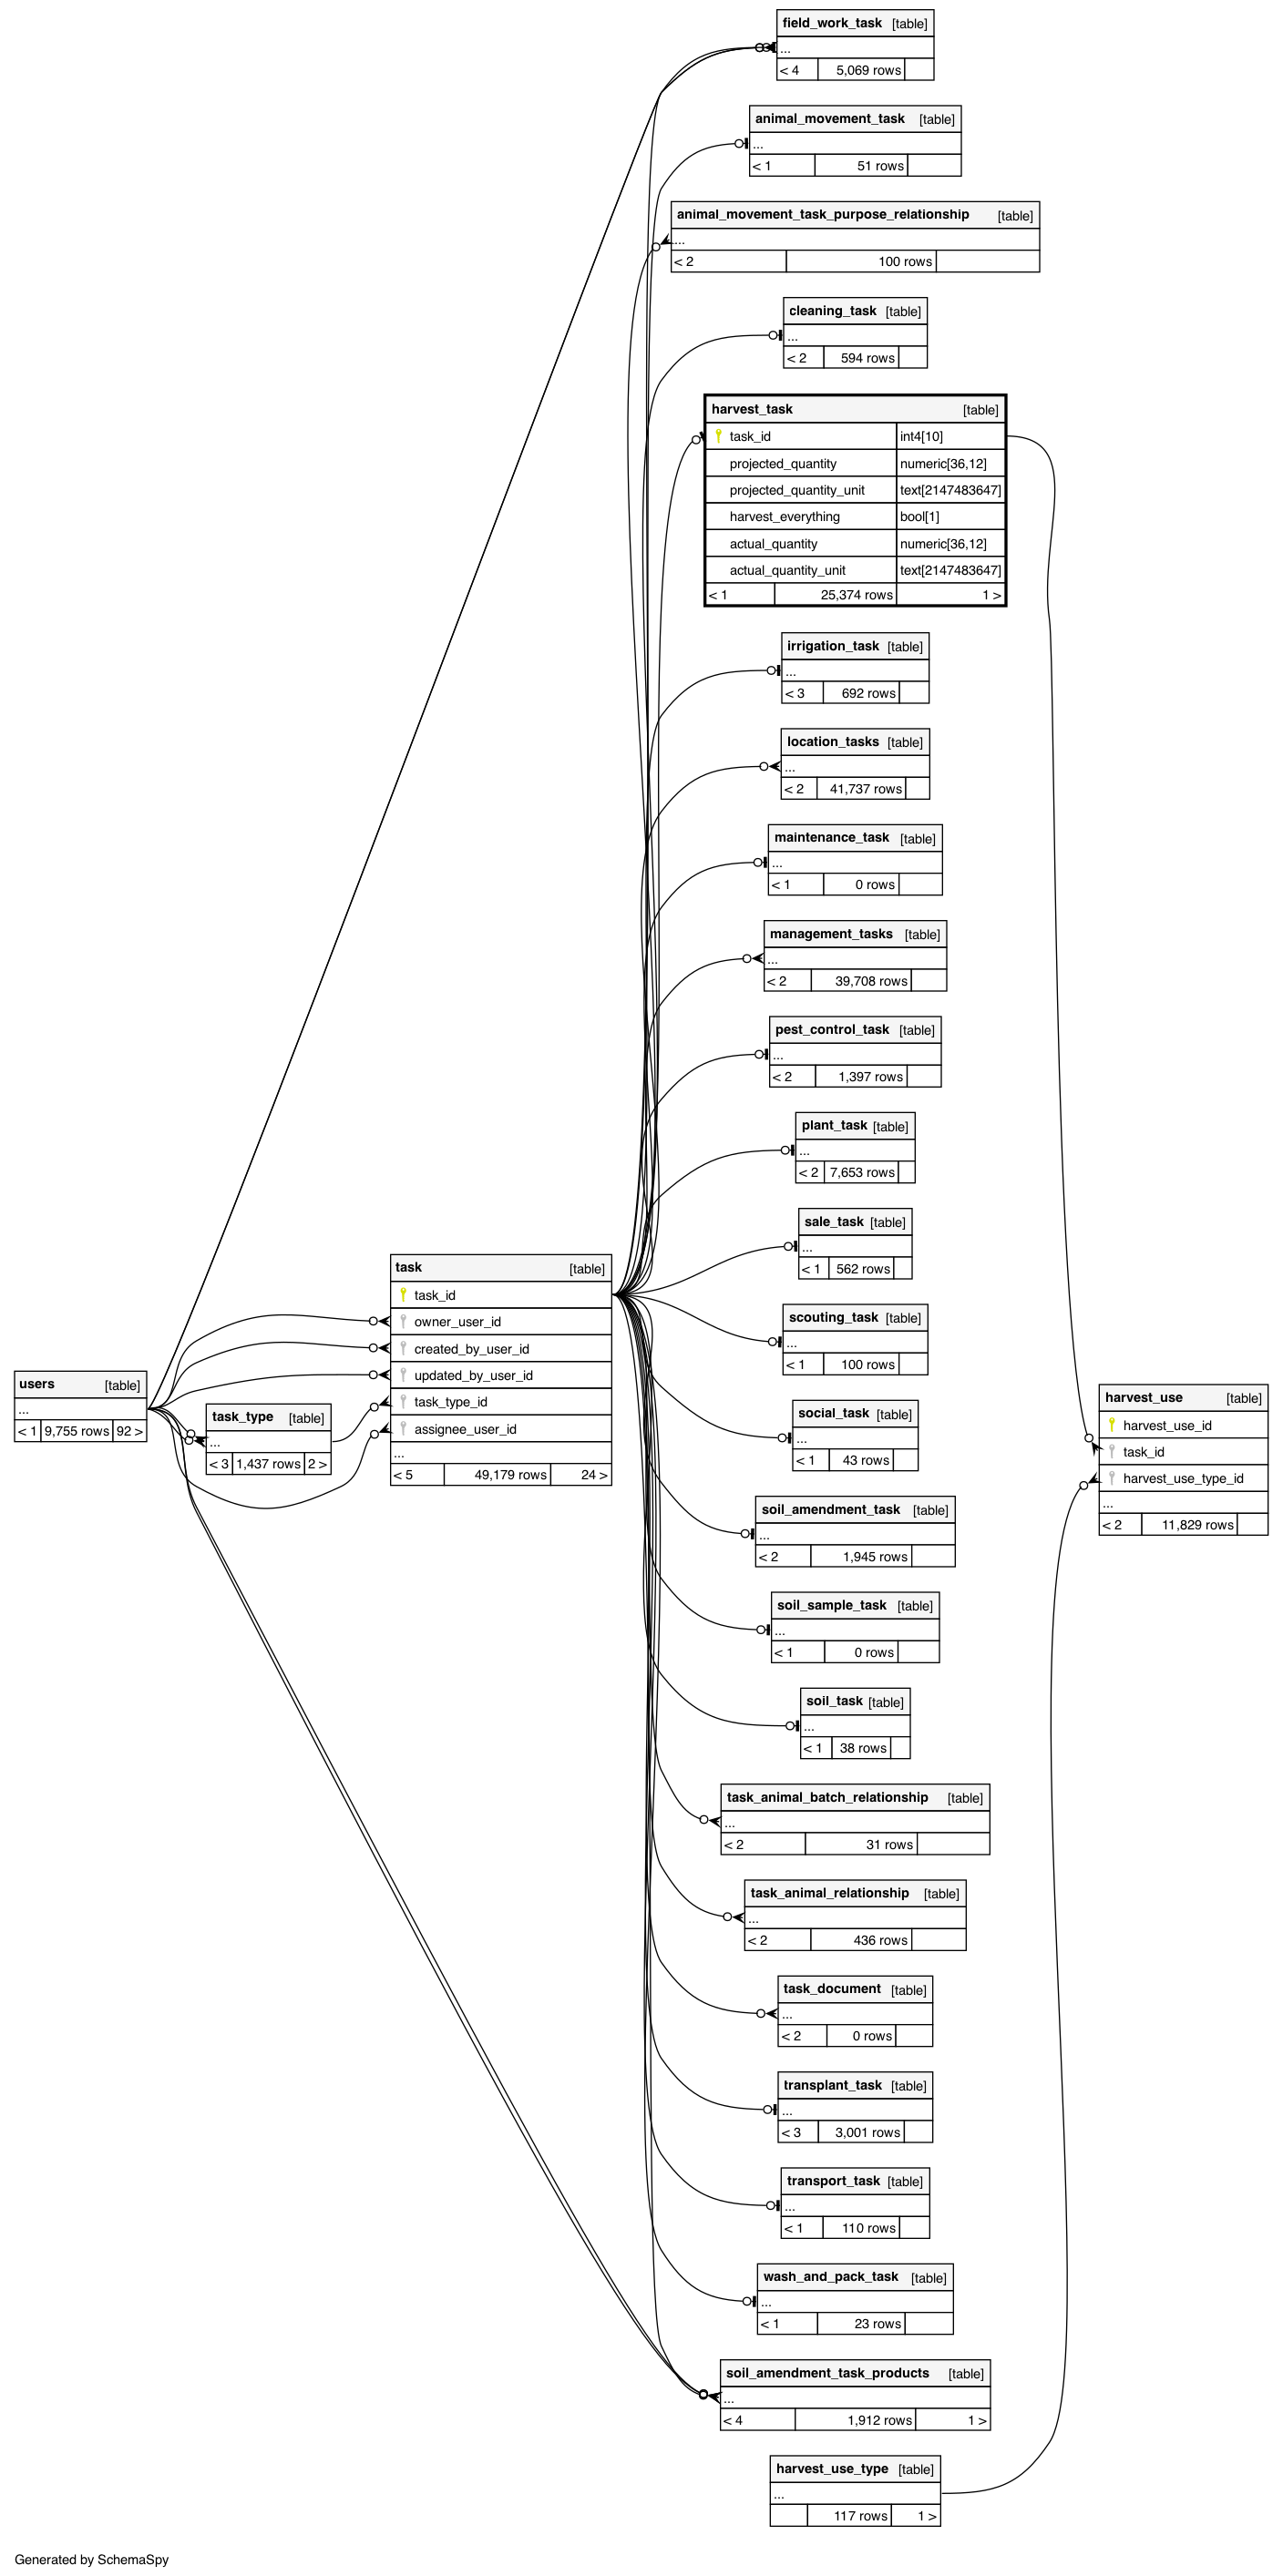 field_work_task [table]
...
< 4 5,069 rows
animal_movement_task [table]
...
< 1 51 rows
animal_movement_task_purpose_relationship [table]
...
< 2 100 rows
cleaning_task [table]
...
< 2 594 rows
harvest_task [table]
task_id int4[10]
projected_quantity numeric[36,12]
projected_quantity_unit text[2147483647]
harvest_everything bool[1]
actual_quantity numeric[36,12]
actual_quantity_unit text[2147483647]
< 1 25,374 rows 1 >
irrigation_task [table]
...
< 3 692 rows
location_tasks [table]
...
< 2 41,737 rows
maintenance_task [table]
...
< 1 0 rows
management_tasks [table]
...
< 2 39,708 rows
pest_control_task [table]
...
< 2 1,397 rows
plant_task [table]
...
< 2 7,653 rows
sale_task [table]
...
< 1 562 rows
scouting_task [table]
...
< 1 100 rows
social_task [table]
...
< 1 43 rows
soil_amendment_task [table]
...
< 2 1,945 rows
soil_sample_task [table]
...
< 1 0 rows
soil_task [table]
...
< 1 38 rows
task_animal_batch_relationship [table]
...
< 2 31 rows
task_animal_relationship [table]
...
< 2 436 rows
task_document [table]
...
< 2 0 rows
transplant_task [table]
...
< 3 3,001 rows
transport_task [table]
...
< 1 110 rows
wash_and_pack_task [table]
...
< 1 23 rows
soil_amendment_task_products [table]
...
< 4 1,912 rows 1 >
harvest_use_type [table]
...
117 rows 1 >
users [table]
...
< 1 9,755 rows 92 >
task_type [table]
...
< 3 1,437 rows 2 >
task [table]
task_id
owner_user_id
created_by_user_id
updated_by_user_id
task_type_id
assignee_user_id
...
< 5 49,179 rows 24 >
harvest_use [table]
harvest_use_id
task_id
harvest_use_type_id
...
< 2 11,829 rows
Generated by SchemaSpy